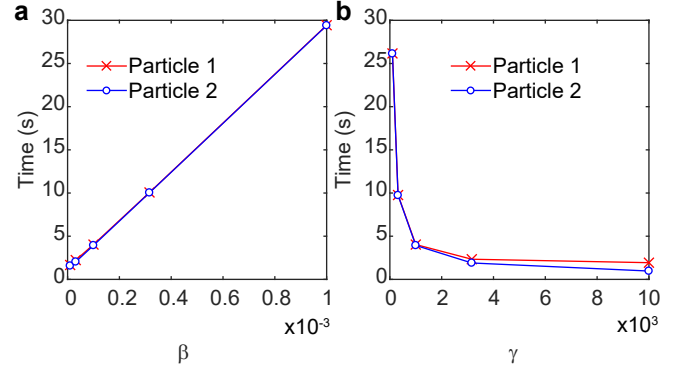 a
30
25
20
15
10
5
0
Time (s)
Particle 1
Particle 2
0 0.2 0.4 0.6 0.8 1
x10-3
β
b
30
25
20
15
10
5
0
Time (s)
Particle 1
Particle 2
0 2 4 6 8 10
x10³
γ